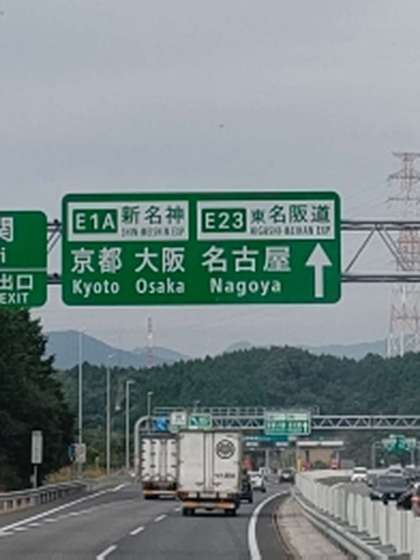 関
i
出口
EXIT
E1A 新名神
SHIN-MEISHIN EXP.
E23 東名阪道
HIGASHI-MEIHAN EXP.
京都 大阪 名古屋
Kyoto Osaka Nagoya